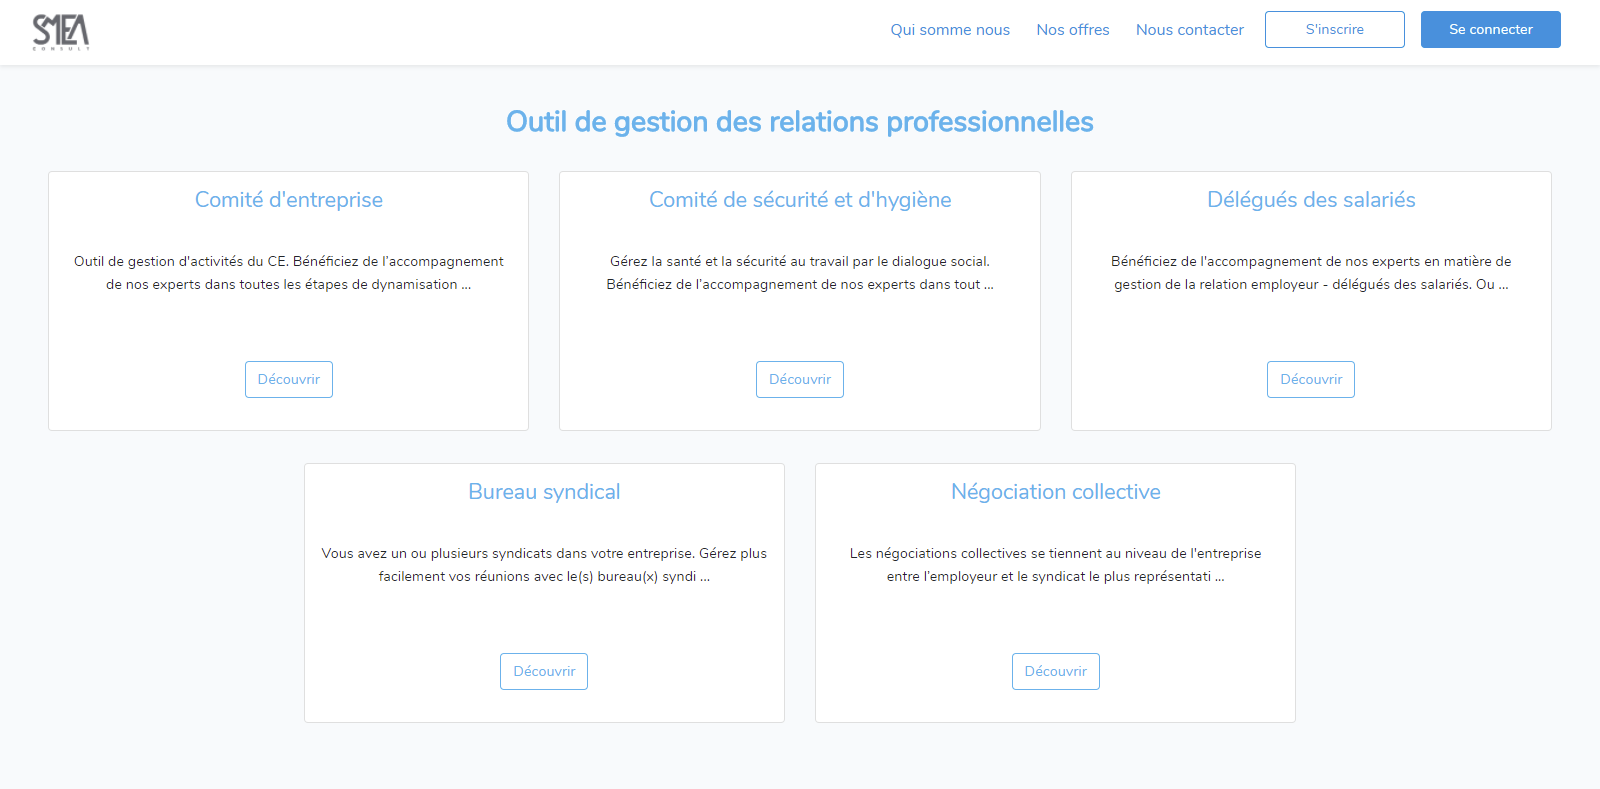 SMEA
CONSULT
Qui somme nous
Nos offres
Nous contacter
S'inscrire
Se connecter
Outil de gestion des relations professionnelles
Comité d'entreprise
Outil de gestion d'activités du CE. Bénéficiez de l’accompagnement
de nos experts dans toutes les étapes de dynamisation ...
Découvrir
Comité de sécurité et d'hygiène
Gérez la santé et la sécurité au travail par le dialogue social.
Bénéficiez de l’accompagnement de nos experts dans tout ...
Découvrir
Délégués des salariés
Bénéficiez de l'accompagnement de nos experts en matière de
gestion de la relation employeur - délégués des salariés. Ou ...
Découvrir
Bureau syndical
Vous avez un ou plusieurs syndicats dans votre entreprise. Gérez plus
facilement vos réunions avec le(s) bureau(x) syndi ...
Découvrir
Négociation collective
Les négociations collectives se tiennent au niveau de l'entreprise
entre l’employeur et le syndicat le plus représentati ...
Découvrir